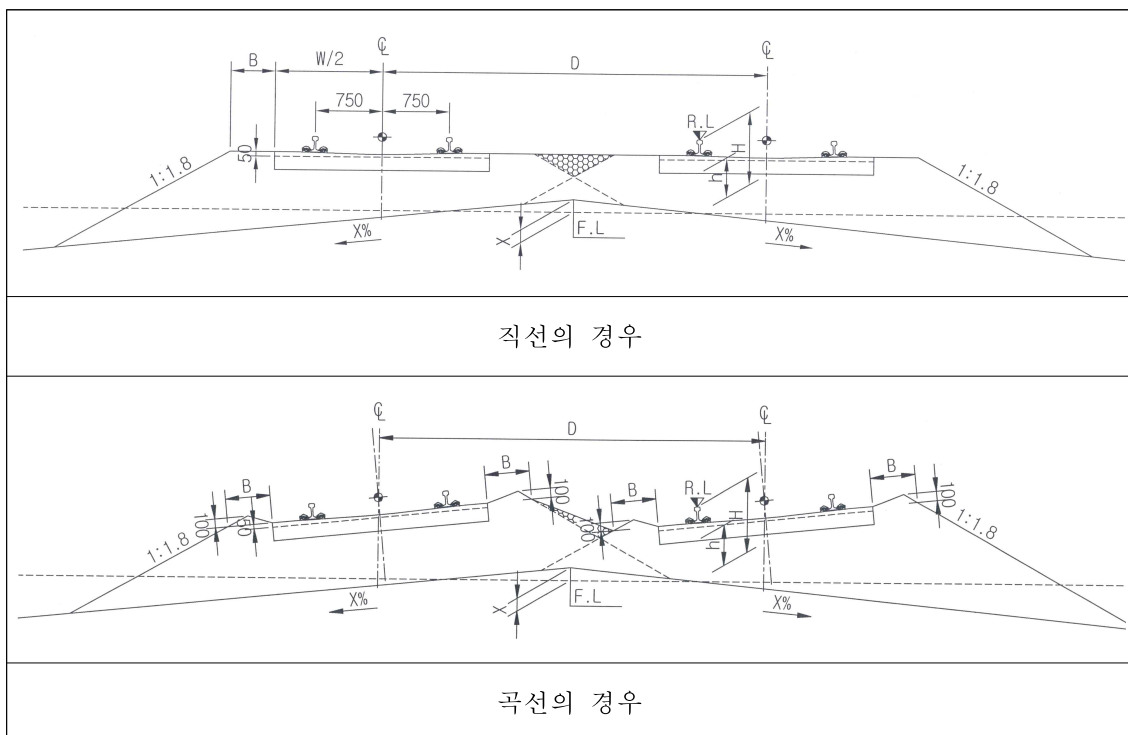 ℄ ℄
B W/2 D
750 750
R.L
50 H
h
1:1.8 1:1.8
X
F.L
X% X%
직선의 경우
℄ ℄
D
B B
B 100 R.L 100
100 50 100 H
h
1:1.8 1:1.8
X
F.L
X% X%
곡선의 경우